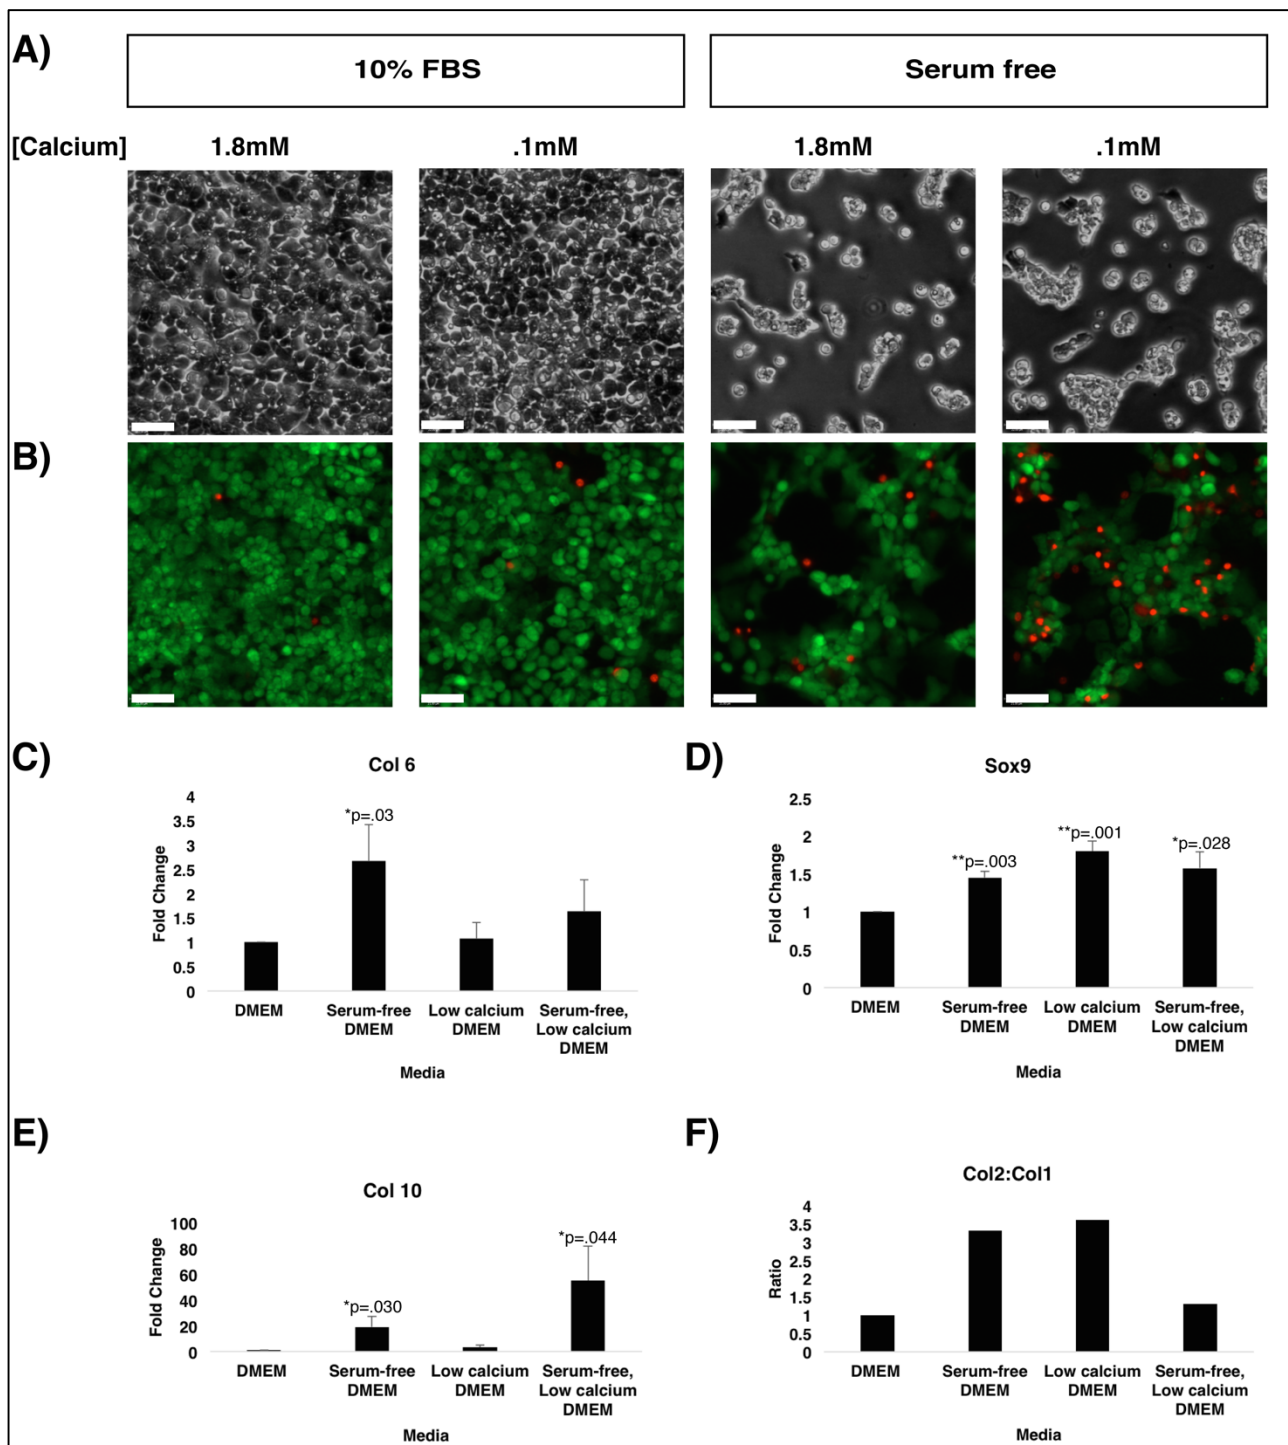 A)
10% FBS
Serum free
[Calcium]
1.8mM
.1mM
1.8mM
.1mM
B)
C)
Col 6
Fold Change
4
3.5
3
2.5
2
1.5
1
0.5
0
*p=.03
DMEM
Serum-free
DMEM
Low calcium
DMEM
Serum-free,
Low calcium
DMEM
Media
D)
Sox9
Fold Change
2.5
2
1.5
1
0.5
0
**p=.003
**p=.001
*p=.028
DMEM
Serum-free
DMEM
Low calcium
DMEM
Serum-free,
Low calcium
DMEM
Media
E)
Col 10
Fold Change
100
80
60
40
20
0
*p=.030
*p=.044
DMEM
Serum-free
DMEM
Low calcium
DMEM
Serum-free,
Low calcium
DMEM
Media
F)
Col2:Col1
Ratio
4
3.5
3
2.5
2
1.5
1
0.5
0
DMEM
Serum-free
DMEM
Low calcium
DMEM
Serum-free,
Low calcium
DMEM
Media